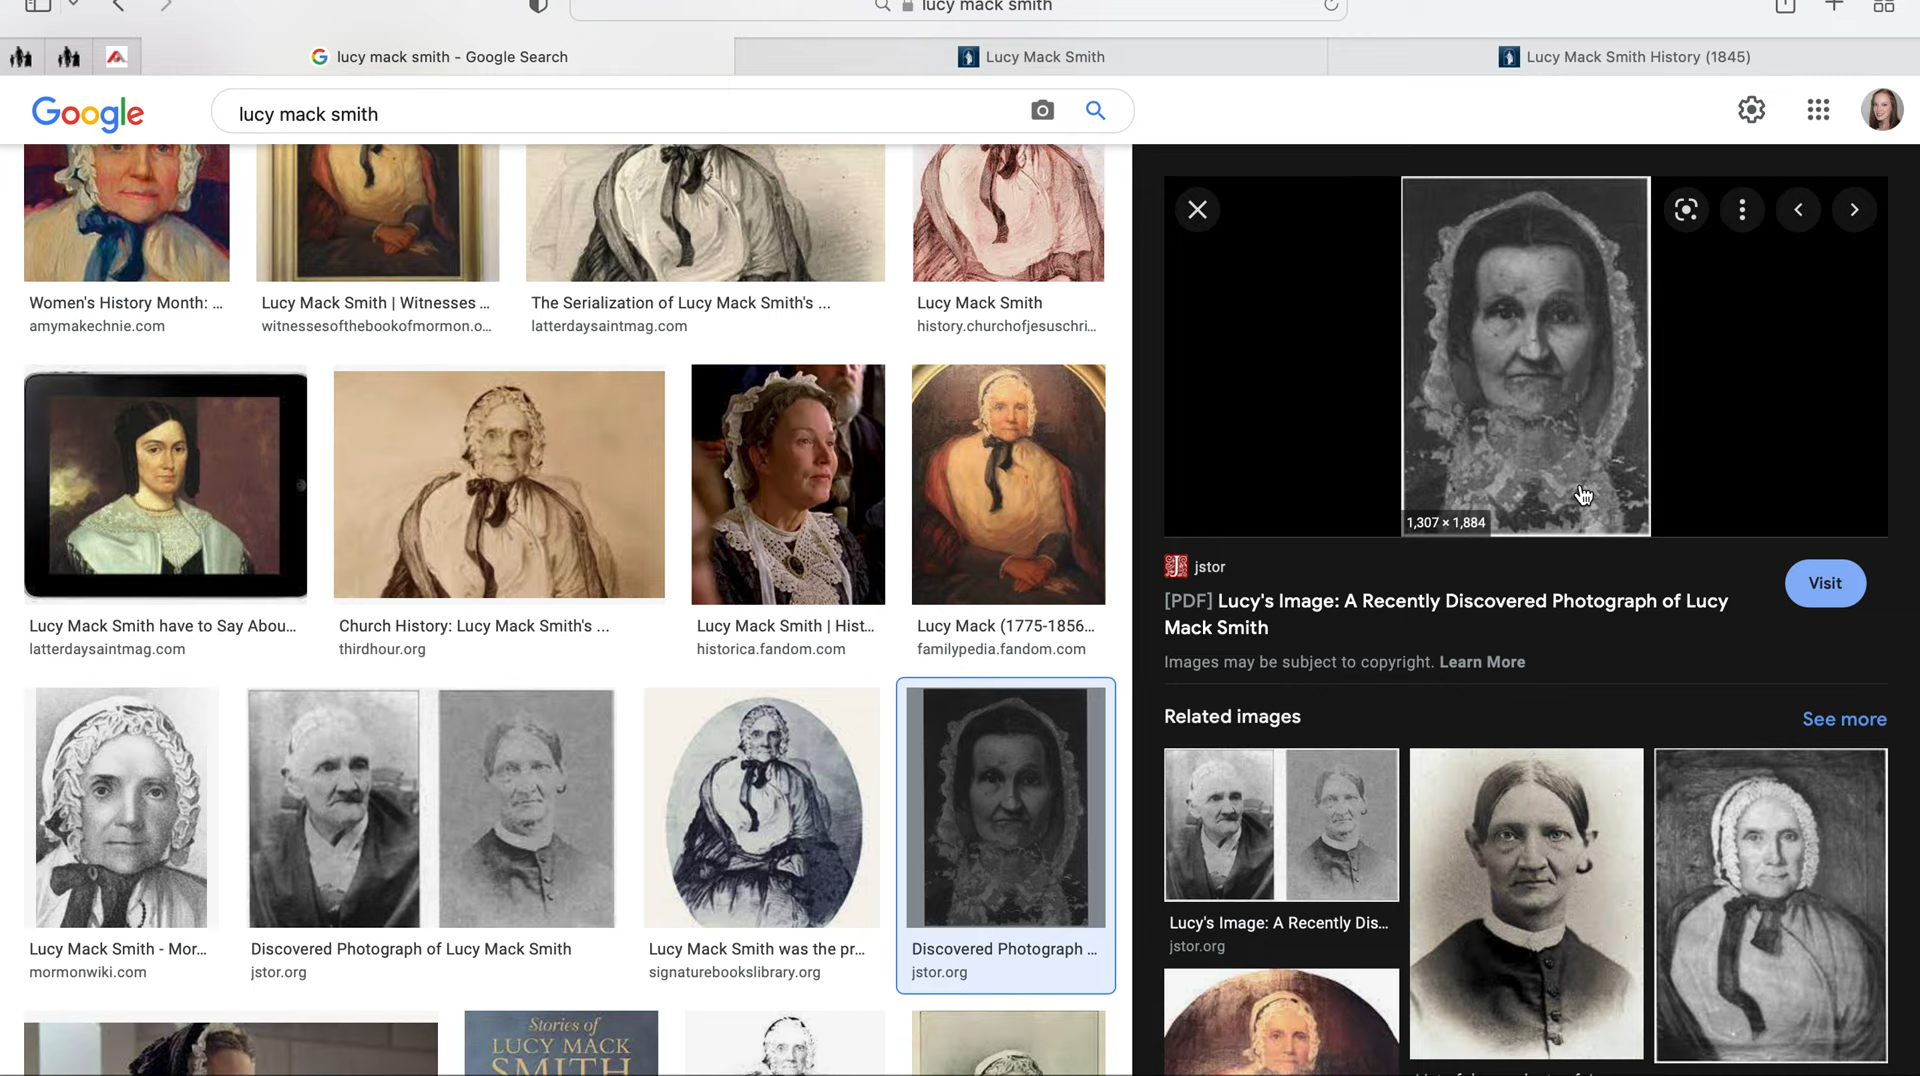 lucy mack smith
lucy mack smith - Google Search
Lucy Mack Smith
Lucy Mack Smith History (1845)
Google
lucy mack smith
Women's History Month: ...
amymakechnie.com
Lucy Mack Smith | Witnesses ...
witnessesofthebookofmormon.o...
The Serialization of Lucy Mack Smith's ...
latterdaysaintmag.com
Lucy Mack Smith
history.churchofjesuschri...
Lucy Mack Smith have to Say Abou...
latterdaysaintmag.com
Church History: Lucy Mack Smith's ...
thirdhour.org
Lucy Mack Smith | Hist...
historica.fandom.com
Lucy Mack (1775-1856...
familypedia.fandom.com
Lucy Mack Smith - Mor...
mormonwiki.com
Discovered Photograph of Lucy Mack Smith
jstor.org
Lucy Mack Smith was the pr...
signaturebookslibrary.org
Discovered Photograph ...
jstor.org
Stories of
LUCY MACK
SMITH
1,307 × 1,884
jstor
Visit
[PDF] Lucy's Image: A Recently Discovered Photograph of Lucy
Mack Smith
Images may be subject to copyright. Learn More
Related images
See more
Lucy's Image: A Recently Dis...
jstor.org